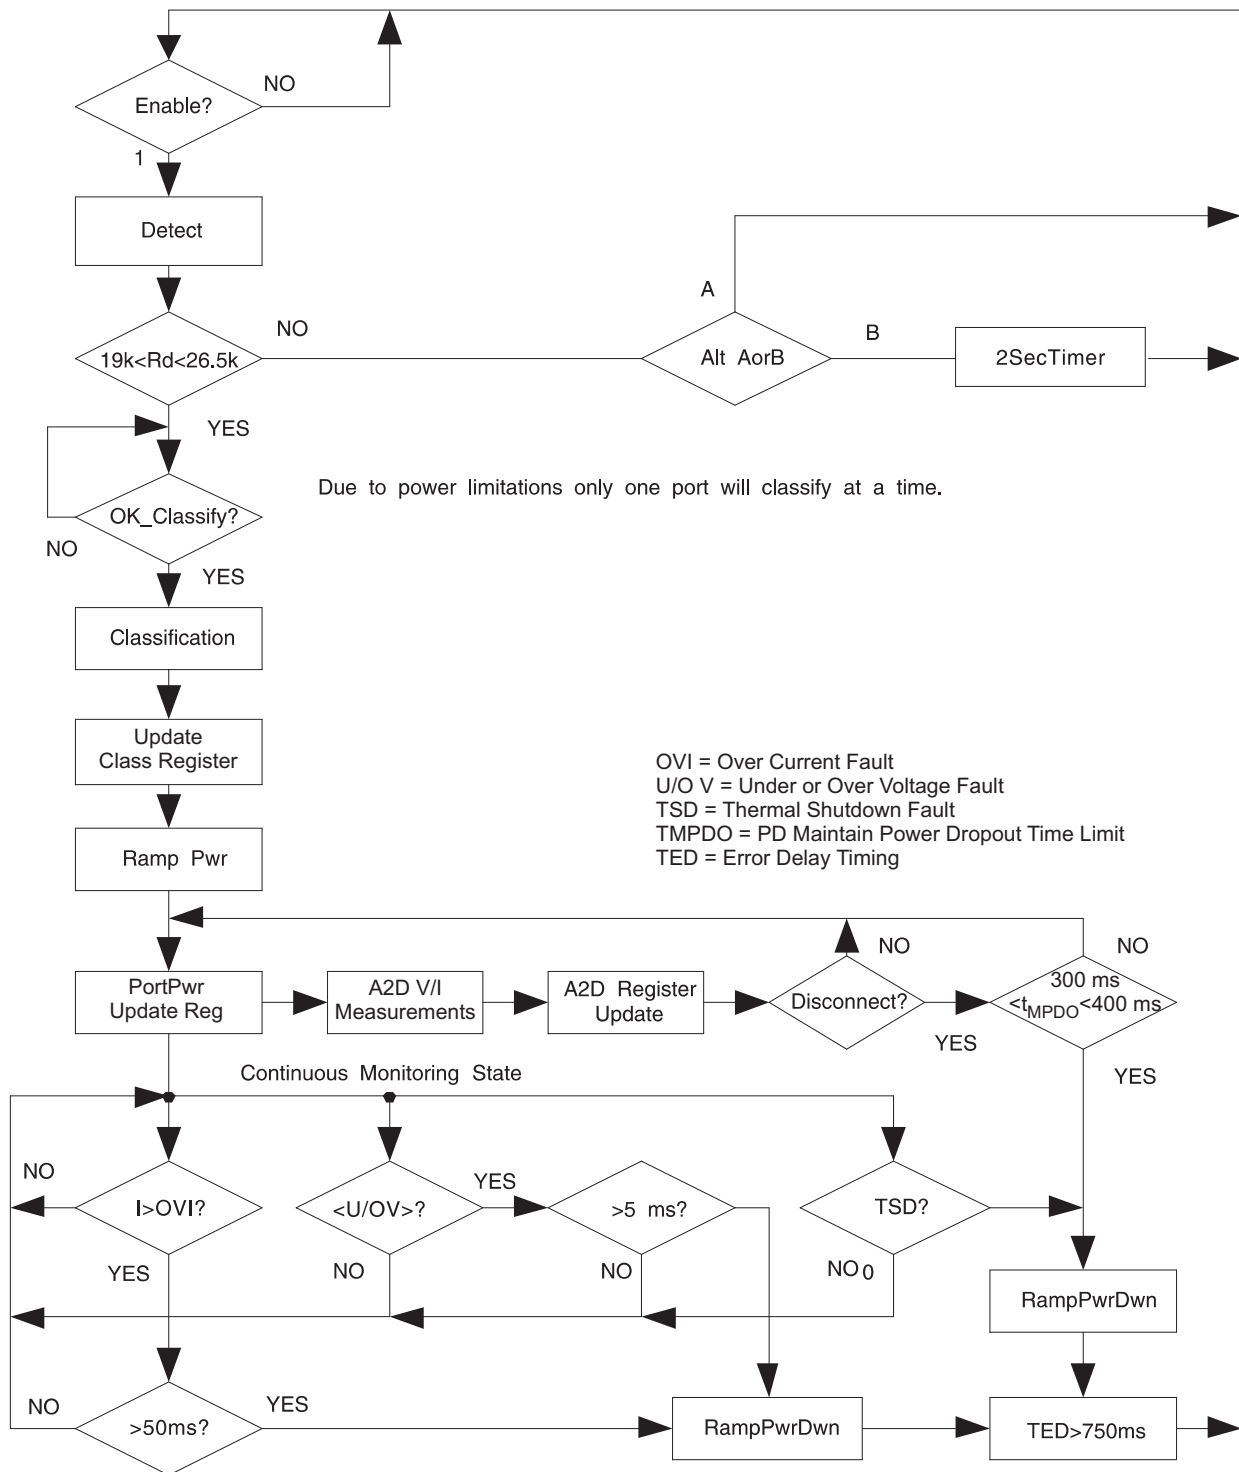 NO
Enable?
1
Detect
A
NO
B
19k<Rd<26.5k
Alt AorB
2SecTimer
YES
Due to power limitations only one port will classify at a time.
OK_Classify?
NO
YES
Classification
Update
Class Register
OVI = Over Current Fault
U/O V = Under or Over Voltage Fault
TSD = Thermal Shutdown Fault
TMPDO = PD Maintain Power Dropout Time Limit
TED = Error Delay Timing
Ramp Pwr
NO
NO
PortPwr
Update Reg
A2D V/I
Measurements
A2D Register
Update
Disconnect?
300 ms
<tMPDO<400 ms
YES
YES
Continuous Monitoring State
NO
YES
I>OVI?
<U/OV>?
>5 ms?
TSD?
YES
NO
NO
NO 0
RampPwrDwn
NO
YES
>50ms?
RampPwrDwn
TED>750ms